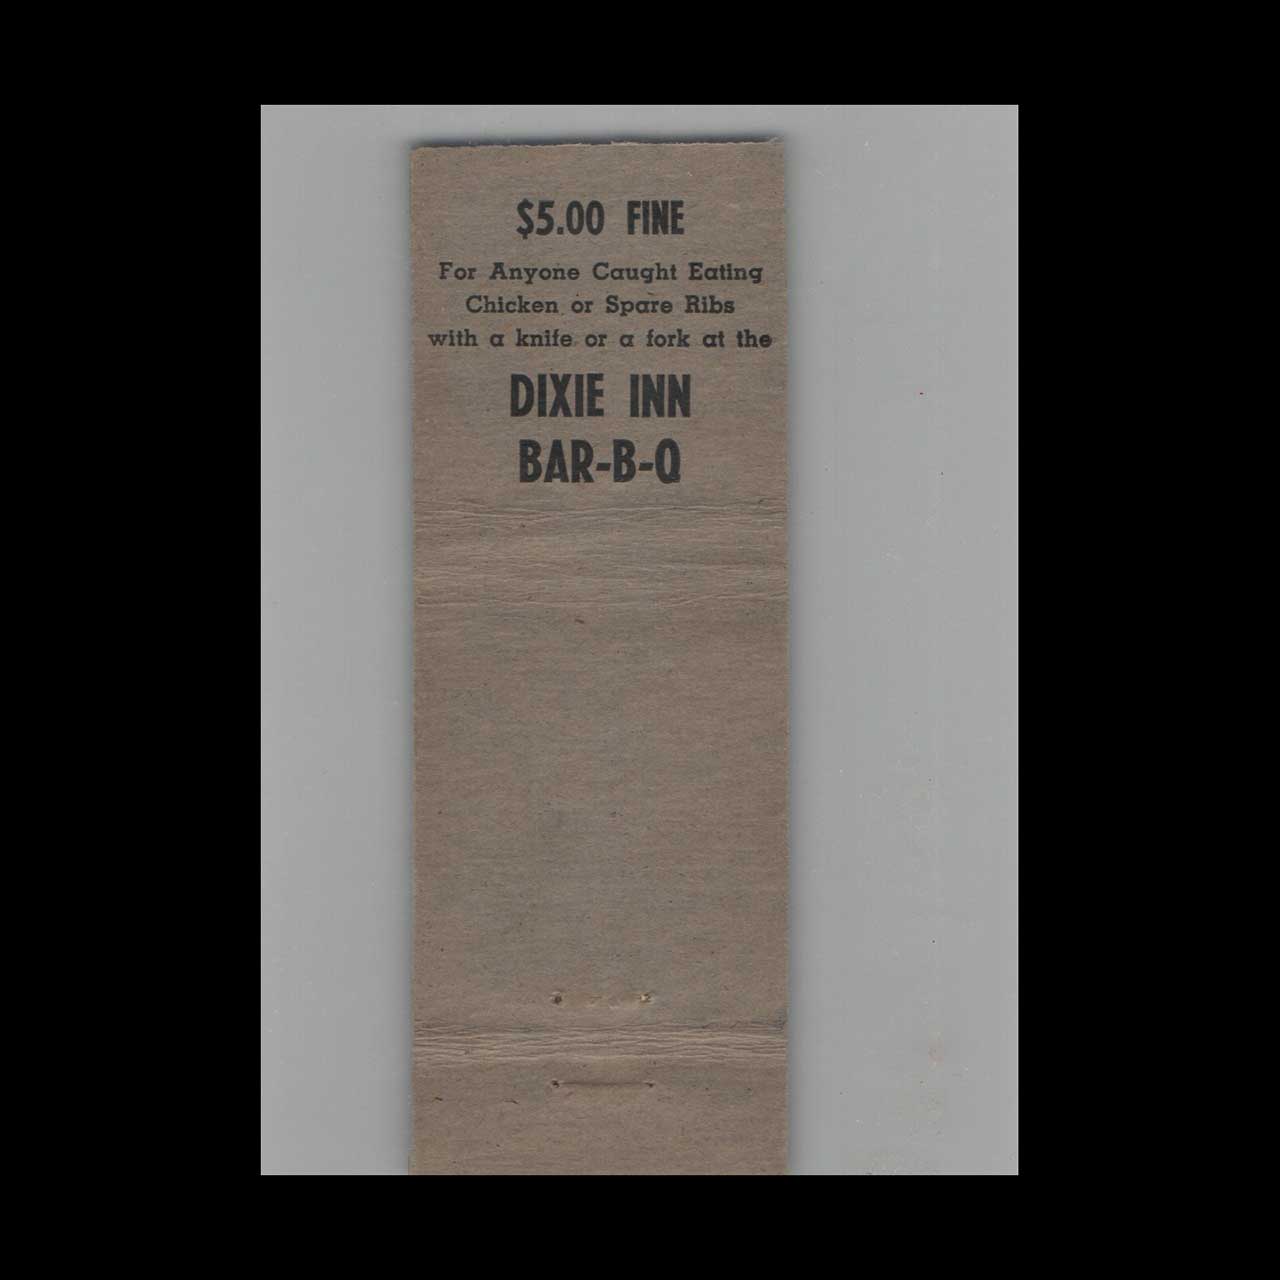 $5.00 FINE
For Anyone Caught Eating
Chicken or Spare Ribs
with a knife or a fork at the
DIXIE INN
BAR-B-Q